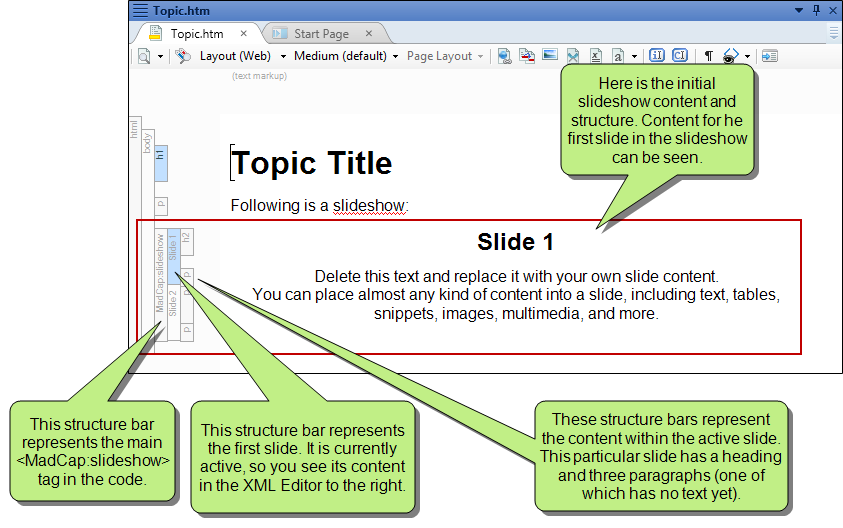 Topic.htm
Topic.htm
Start Page
Layout (Web)
Medium (default)
Page Layout
a
(text markup)
Here is the initial
slideshow content and
structure. Content for he
first slide in the slideshow
can be seen.
html
body
h1
p
Topic Title
Following is a slideshow:
MadCap:slideshow
Slide 1
Slide 2
h2
p
p
p
Slide 1
Delete this text and replace it with your own slide content.
You can place almost any kind of content into a slide, including text, tables,
snippets, images, multimedia, and more.
This structure bar
represents the main
<MadCap:slideshow>
tag in the code.
This structure bar represents
the first slide. It is currently
active, so you see its content
in the XML Editor to the right.
These structure bars represent
the content within the active slide.
This particular slide has a heading
and three paragraphs (one of
which has no text yet).